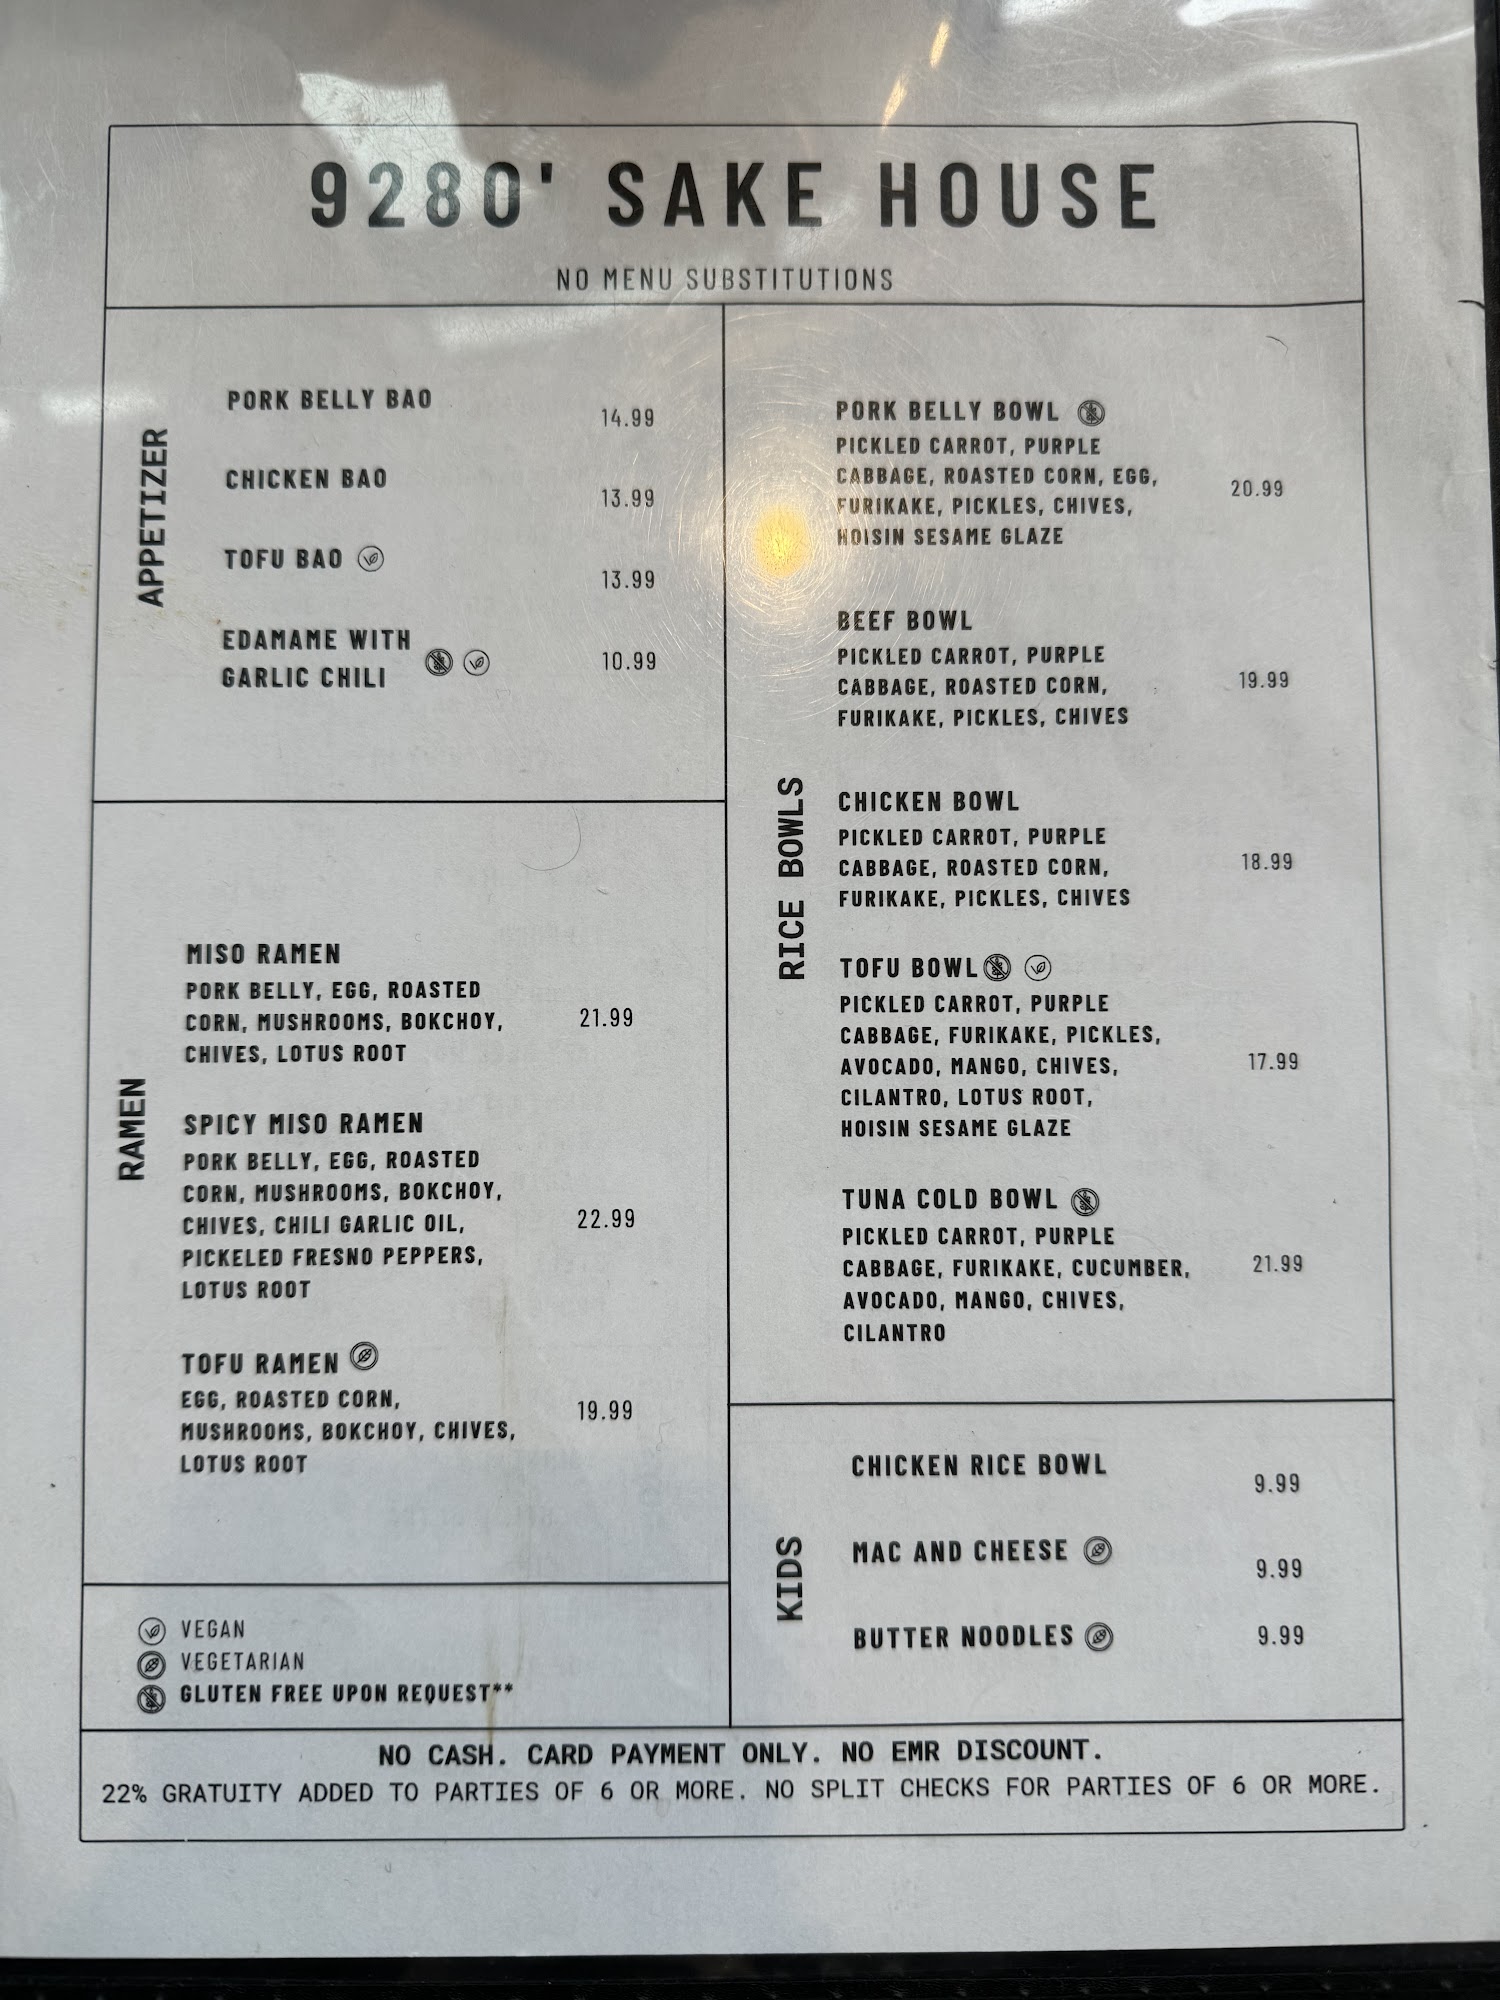 9280' SAKE HOUSE
NO MENU SUBSTITUTIONS
APPETIZER
PORK BELLY BAO
14.99
CHICKEN BAO
13.99
TOFU BAO
13.99
EDAMAME WITH
GARLIC CHILI
10.99
RAMEN
MISO RAMEN
PORK BELLY, EGG, ROASTED
CORN, MUSHROOMS, BOKCHOY,
CHIVES, LOTUS ROOT
21.99
SPICY MISO RAMEN
PORK BELLY, EGG, ROASTED
CORN, MUSHROOMS, BOKCHOY,
CHIVES, CHILI GARLIC OIL,
PICKELED FRESNO PEPPERS,
LOTUS ROOT
22.99
TOFU RAMEN
EGG, ROASTED CORN,
MUSHROOMS, BOKCHOY, CHIVES,
LOTUS ROOT
19.99
VEGAN
VEGETARIAN
GLUTEN FREE UPON REQUEST**
RICE BOWLS
PORK BELLY BOWL
PICKLED CARROT, PURPLE
CABBAGE, ROASTED CORN, EGG,
FURIKAKE, PICKLES, CHIVES,
HOISIN SESAME GLAZE
20.99
BEEF BOWL
PICKLED CARROT, PURPLE
CABBAGE, ROASTED CORN,
FURIKAKE, PICKLES, CHIVES
19.99
CHICKEN BOWL
PICKLED CARROT, PURPLE
CABBAGE, ROASTED CORN,
FURIKAKE, PICKLES, CHIVES
18.99
TOFU BOWL
PICKLED CARROT, PURPLE
CABBAGE, FURIKAKE, PICKLES,
AVOCADO, MANGO, CHIVES,
CILANTRO, LOTUS ROOT,
HOISIN SESAME GLAZE
17.99
TUNA COLD BOWL
PICKLED CARROT, PURPLE
CABBAGE, FURIKAKE, CUCUMBER,
AVOCADO, MANGO, CHIVES,
CILANTRO
21.99
KIDS
CHICKEN RICE BOWL
9.99
MAC AND CHEESE
9.99
BUTTER NOODLES
9.99
NO CASH. CARD PAYMENT ONLY. NO EMR DISCOUNT.
22% GRATUITY ADDED TO PARTIES OF 6 OR MORE. NO SPLIT CHECKS FOR PARTIES OF 6 OR MORE.